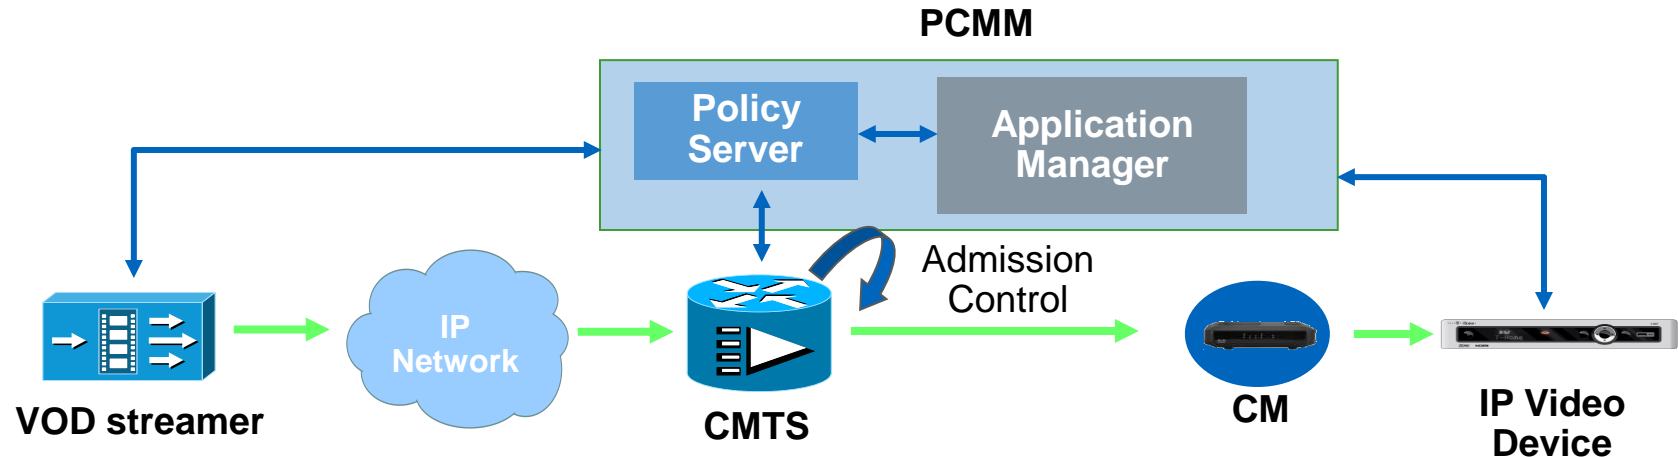 PCMM
Policy
Server
Application
Manager
Admission
Control
IP
Network
VOD streamer
CMTS
CM
IP Video
Device